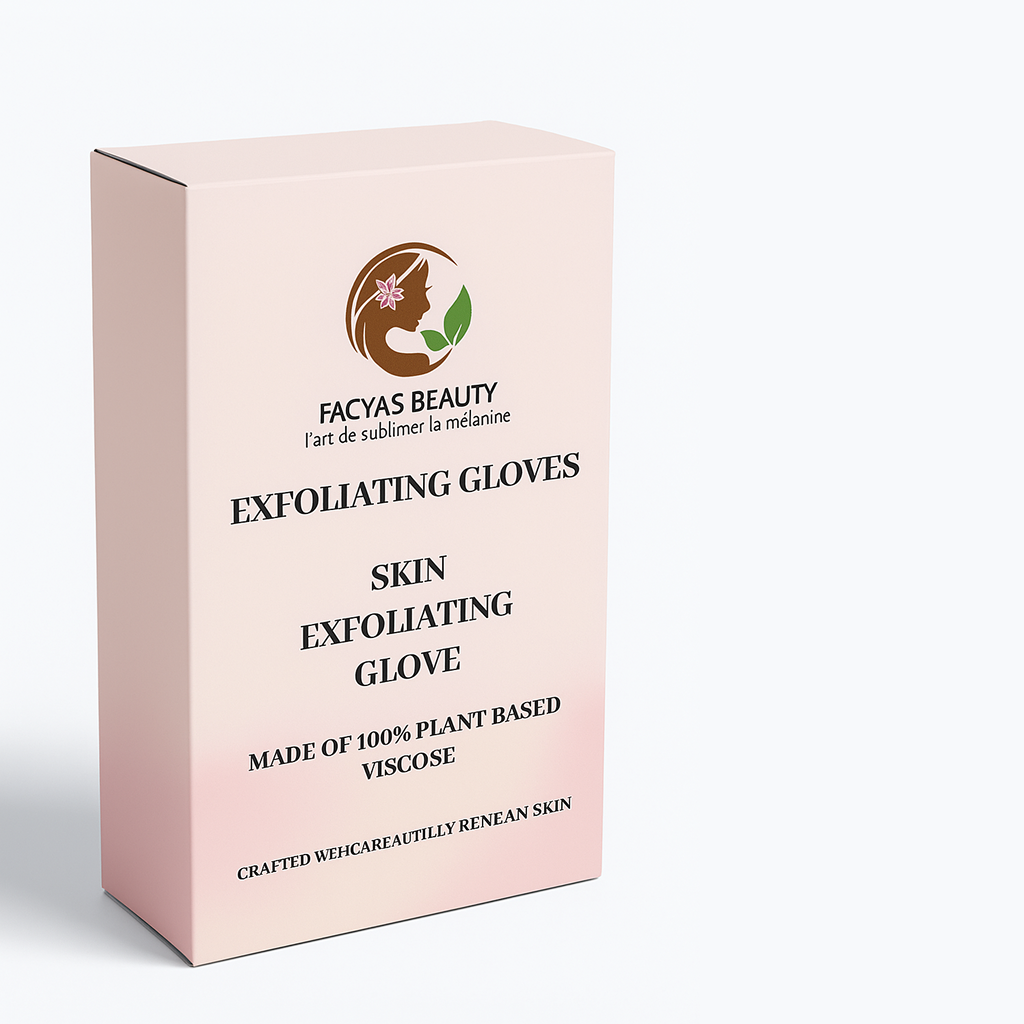 FACYAS BEAUTY
l'art de sublimer la mélanine
EXFOLIATING GLOVES
SKIN
EXFOLIATING
GLOVE
MADE OF 100% PLANT BASED
VISCOSE
CRAFTED WEHCAREAUTILLY RENEAN SKIN